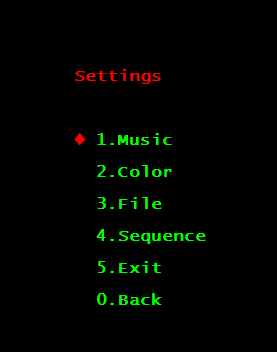 Settings
♦ 1.Music
2.Color
3.File
4.Sequence
5.Exit
0.Back